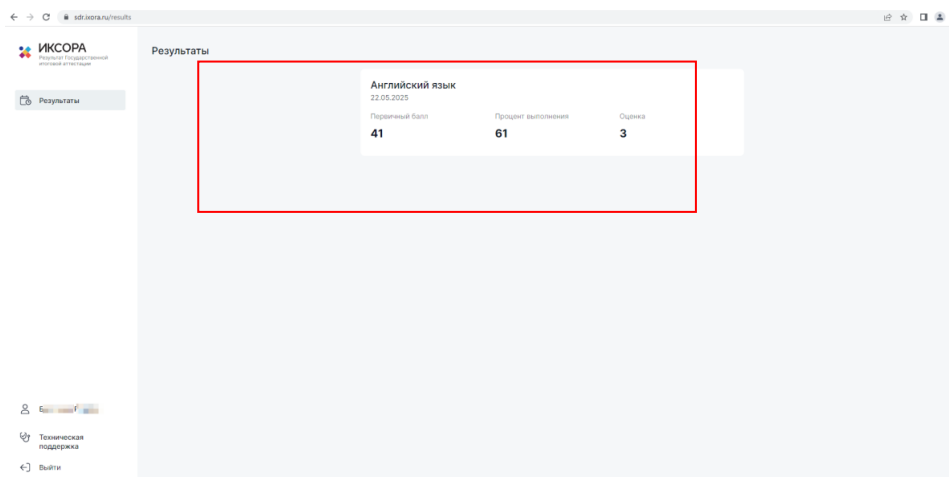 sdr.ixora.ru/results
ИКСОРА
Результат Государственной
итоговой аттестации
Результаты
Результаты
Английский язык
22.05.2025
Первичный балл Процент выполнения Оценка
41 61 3
Техническая
поддержка
Выйти